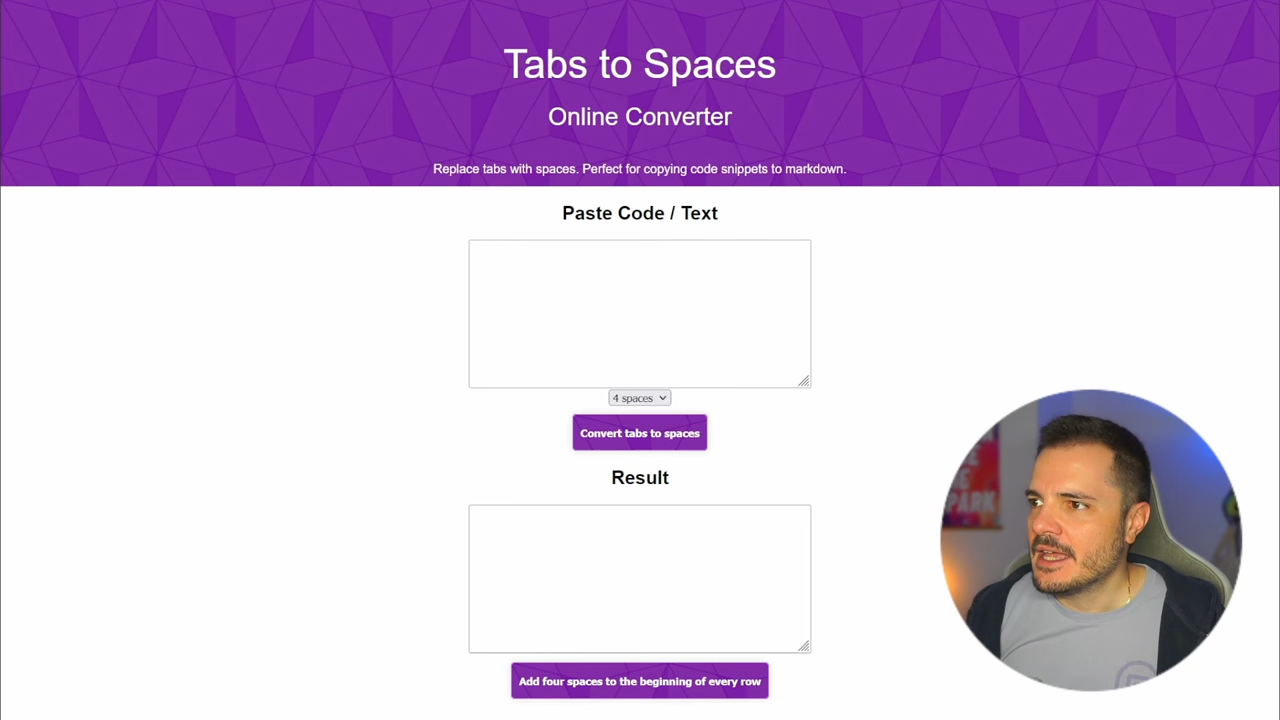 Tabs to Spaces
Online Converter
Replace tabs with spaces. Perfect for copying code snippets to markdown.
Paste Code / Text
4 spaces
Convert tabs to spaces
Result
Add four spaces to the beginning of every row
PARK